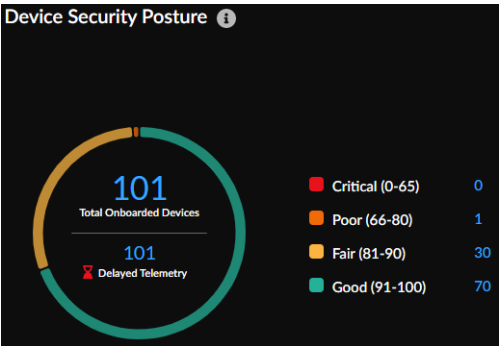 Device Security Posture
101
Total Onboarded Devices
101
Delayed Telemetry
Critical (0-65) 0
Poor (66-80) 1
Fair (81-90) 30
Good (91-100) 70